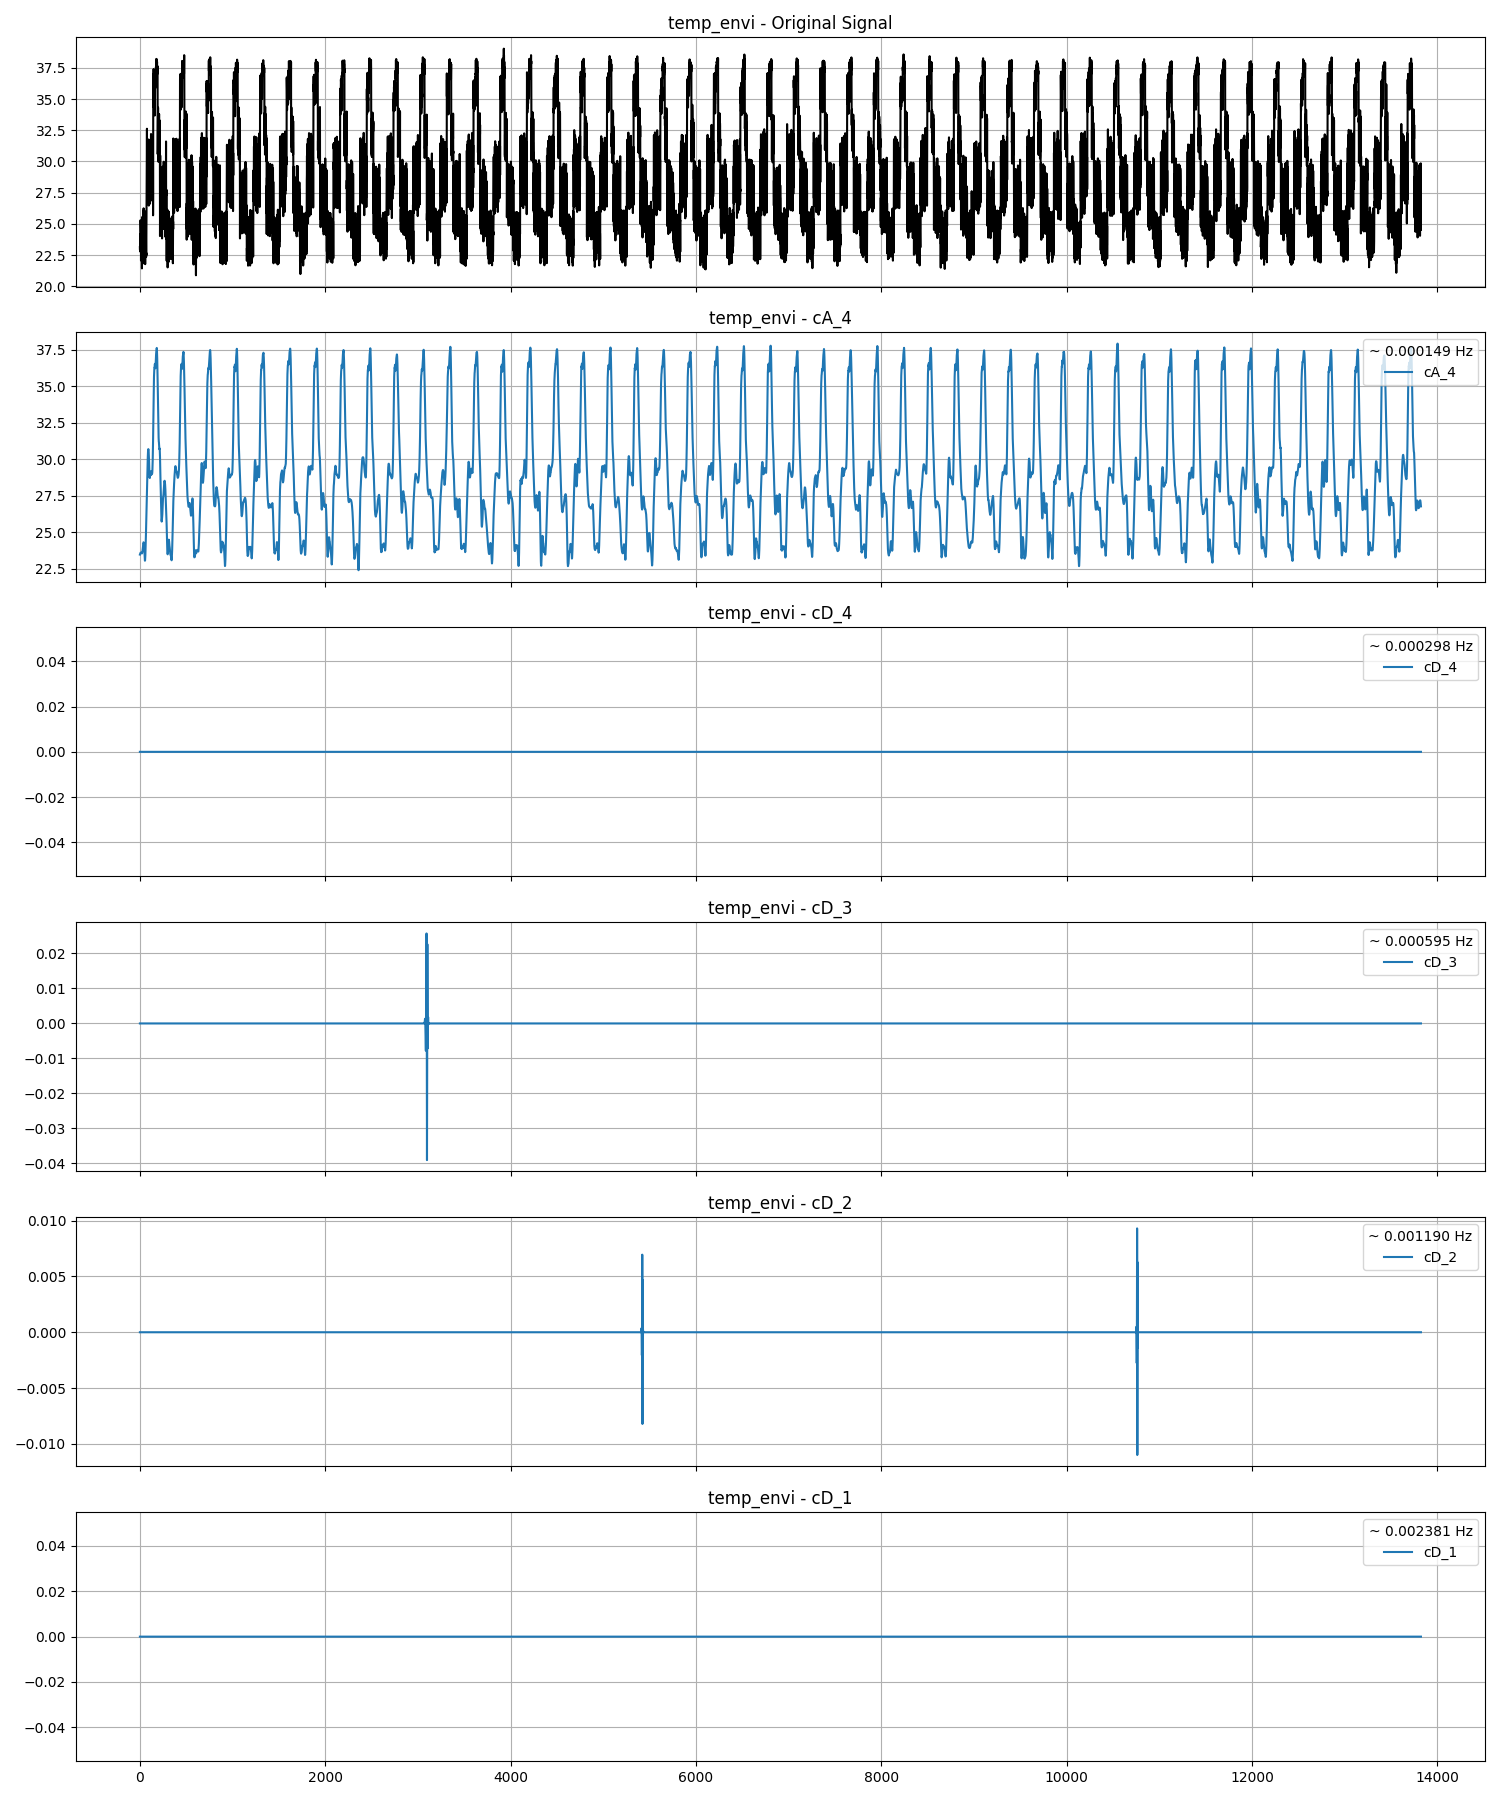 temp_envi - Original Signal
37.5
35.0
32.5
30.0
27.5
25.0
22.5
20.0
temp_envi - cA_4
37.5
35.0
32.5
30.0
27.5
25.0
22.5
~ 0.000149 Hz
cA_4
temp_envi - cD_4
0.04
0.02
0.00
−0.02
−0.04
~ 0.000298 Hz
cD_4
temp_envi - cD_3
0.02
0.01
0.00
−0.01
−0.02
−0.03
−0.04
~ 0.000595 Hz
cD_3
temp_envi - cD_2
0.010
0.005
0.000
−0.005
−0.010
~ 0.001190 Hz
cD_2
temp_envi - cD_1
0.04
0.02
0.00
−0.02
−0.04
~ 0.002381 Hz
cD_1
0 2000 4000 6000 8000 10000 12000 14000